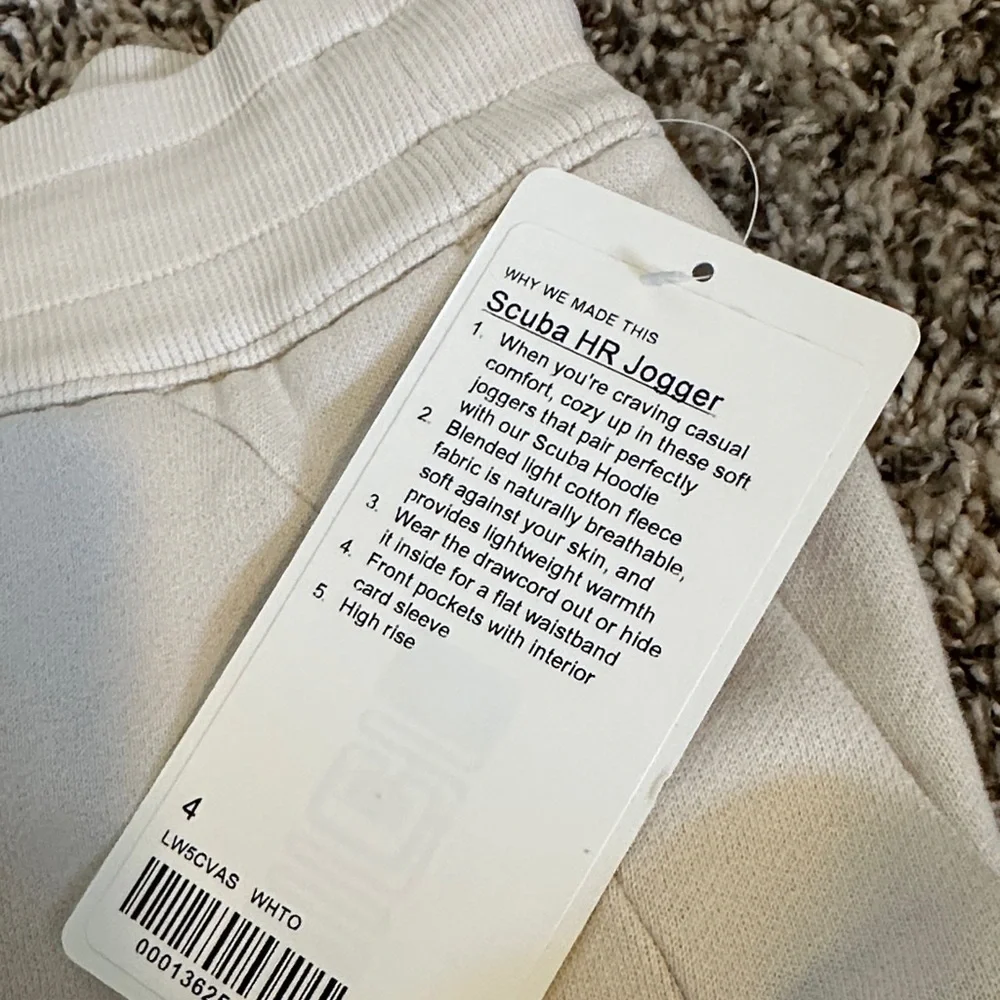 WHY WE MADE THIS
Scuba HR Jogger
1. When you're craving casual
comfort, cozy up in these soft
joggers that pair perfectly
with our Scuba Hoodie
2. Blended light cotton fleece
fabric is naturally breathable,
soft against your skin, and
provides lightweight warmth
3. Wear the drawcord out or hide
it inside for a flat waistband
4. Front pockets with interior
card sleeve
5. High rise
4
LW5CVAS WHTO
0001362